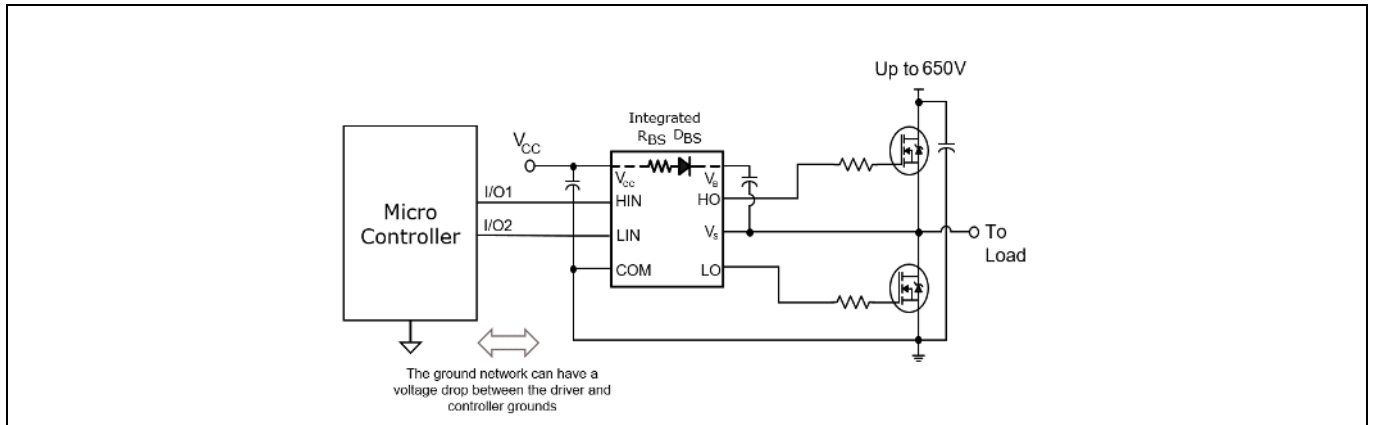 Up to 650V
Integrated
RBS DBS
VCC
Vcc
VB
Micro
Controller
I/O1
HIN
HO
I/O2
LIN
Vs
To
Load
COM
LO
The ground network can have a
voltage drop between the driver and
controller grounds